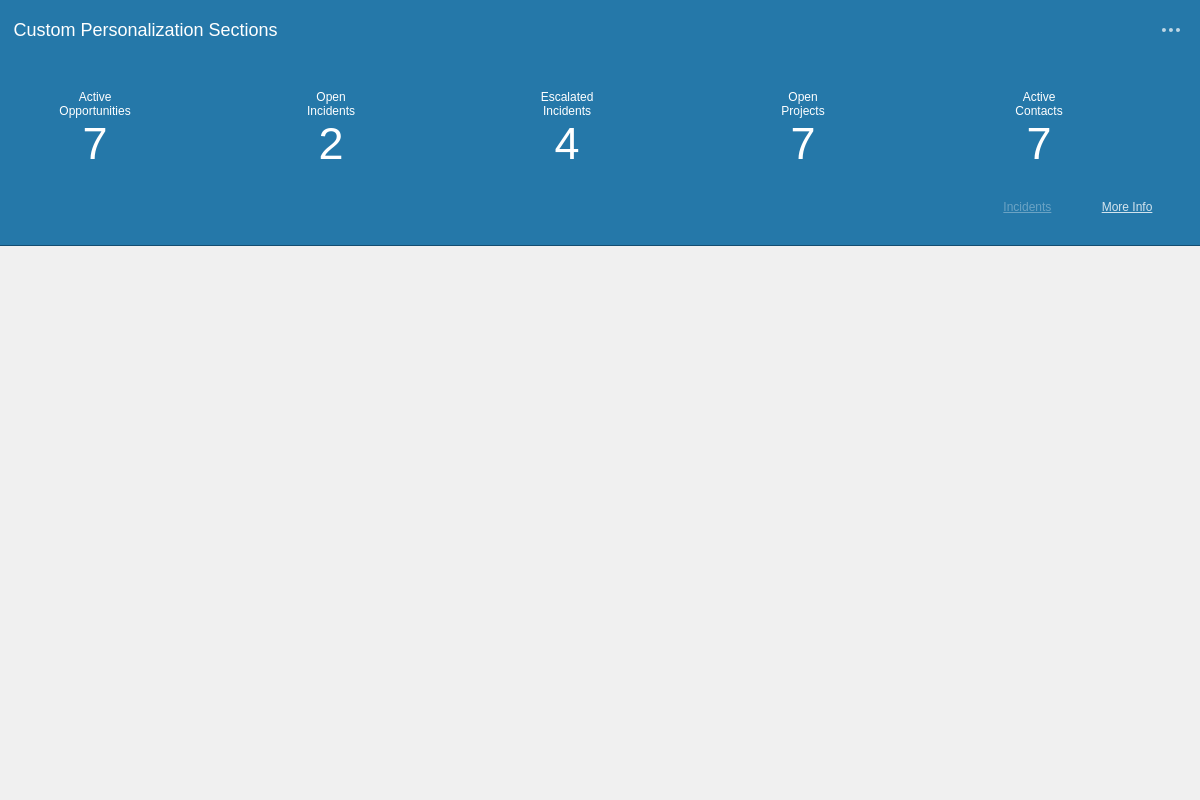 Custom Personalization Sections
Active
Opportunities
7
Open
Incidents
2
Escalated
Incidents
4
Open
Projects
7
Active
Contacts
7
Incidents
More Info